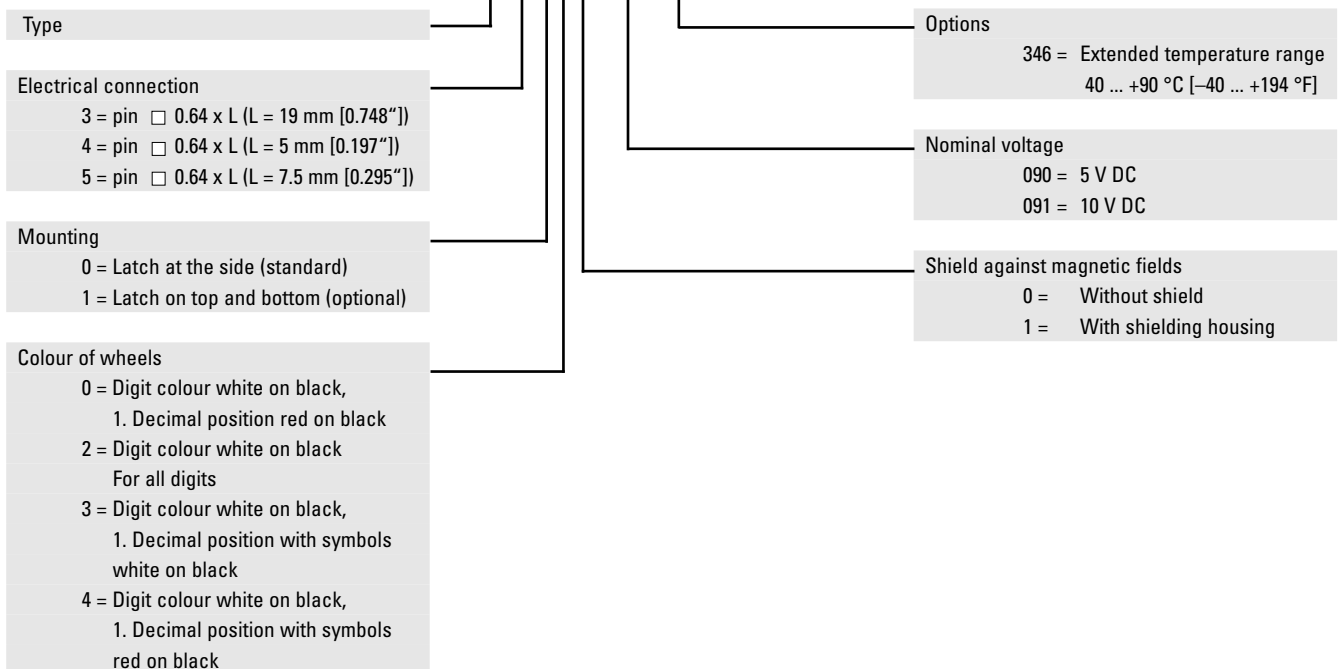 Type
Electrical connection
3 = pin □ 0.64 x L (L = 19 mm [0.748“])
4 = pin □ 0.64 x L (L = 5 mm [0.197“])
5 = pin □ 0.64 x L (L = 7.5 mm [0.295“])
Mounting
0 = Latch at the side (standard)
1 = Latch on top and bottom (optional)
Colour of wheels
0 = Digit colour white on black,
1. Decimal position red on black
2 = Digit colour white on black
For all digits
3 = Digit colour white on black,
1. Decimal position with symbols
white on black
4 = Digit colour white on black,
1. Decimal position with symbols
red on black
Options
346 = Extended temperature range
40 ... +90 °C [–40 ... +194 °F]
Nominal voltage
090 = 5 V DC
091 = 10 V DC
Shield against magnetic fields
0 = Without shield
1 = With shielding housing